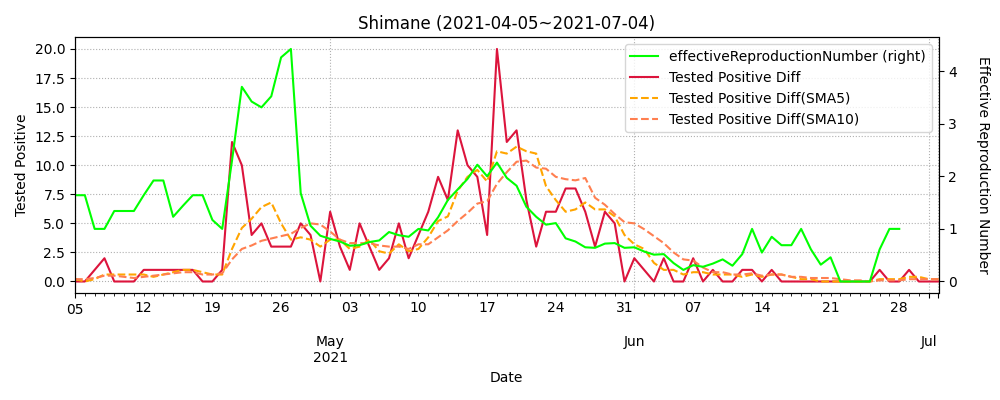 Shimane (2021-04-05~2021-07-04)
effectiveReproductionNumber (right)
Tested Positive Diff
Tested Positive Diff(SMA5)
Tested Positive Diff(SMA10)
20.0
17.5
15.0
12.5
10.0
7.5
5.0
2.5
0.0
Tested Positive
4
3
2
1
0
Effective Reproduction Number
05 12 19 26 03 10 17 24 31 07 14 21 28
May Jun Jul
2021
Date